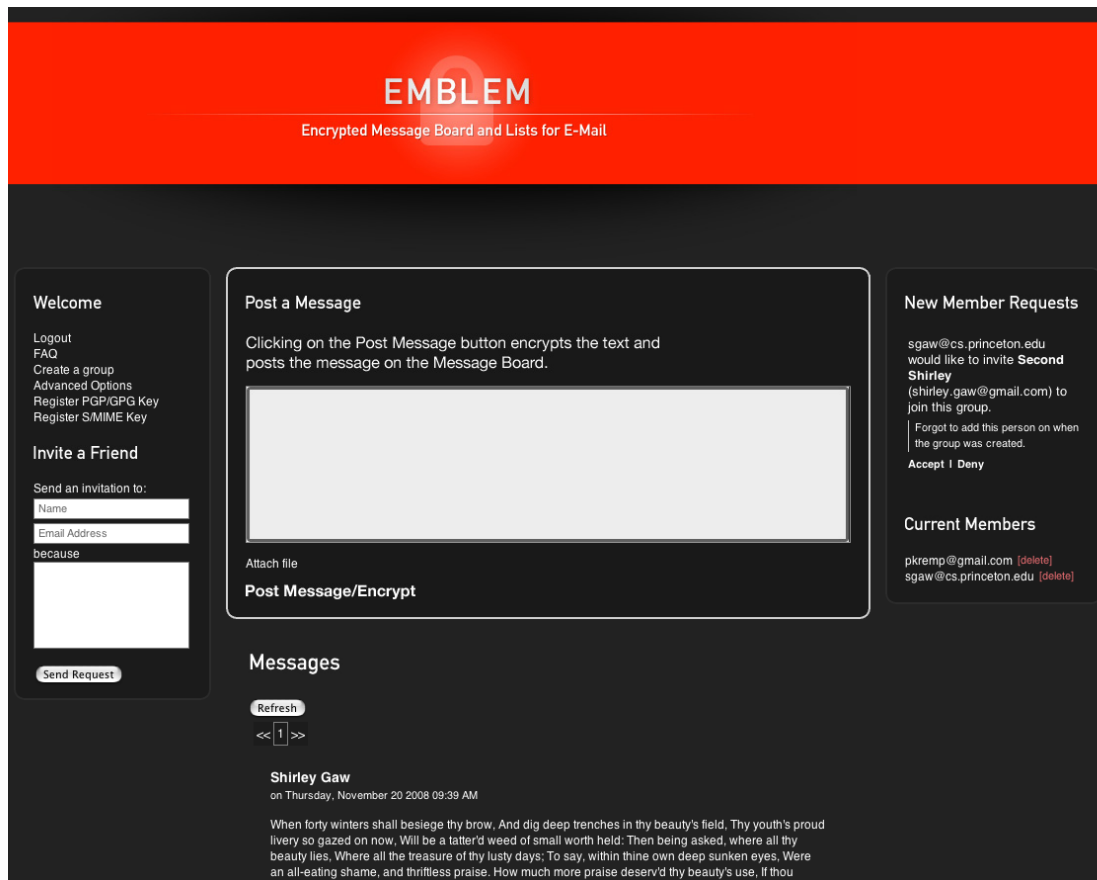 EMBLEM
Encrypted Message Board and Lists for E-Mail
Welcome
Logout
FAQ
Create a group
Advanced Options
Register PGP/GPG Key
Register S/MIME Key
Invite a Friend
Send an invitation to:
Name
Email Address
because
Send Request
Post a Message
Clicking on the Post Message button encrypts the text and
posts the message on the Message Board.
Attach file
Post Message/Encrypt
Messages
Refresh
<< 1 >>
Shirley Gaw
on Thursday, November 20 2008 09:39 AM
When forty winters shall besiege thy brow, And dig deep trenches in thy beauty's field, Thy youth's proud
livery so gazed on now, Will be a tatter'd weed of small worth held: Then being asked, where all thy
beauty lies, Where all the treasure of thy lusty days; To say, within thine own deep sunken eyes, Were
an all-eating shame, and thriftless praise. How much more praise deserv'd thy beauty's use, If thou
New Member Requests
sgaw@cs.princeton.edu
would like to invite Second
Shirley
(shirley.gaw@gmail.com) to
join this group.
Forgot to add this person on when
the group was created.
Accept | Deny
Current Members
pkremp@gmail.com [delete]
sgaw@cs.princeton.edu [delete]